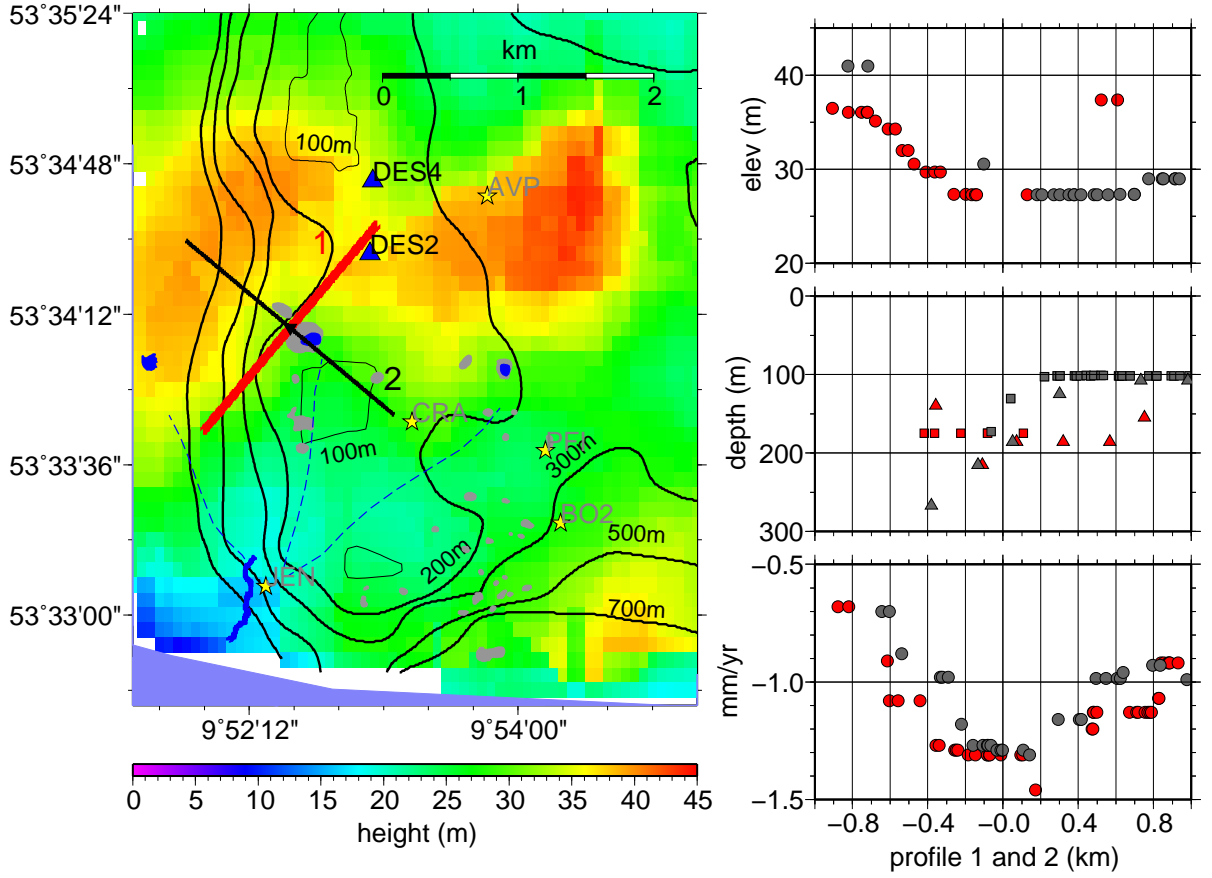 53˚35'24"
53˚34'48"
53˚34'12"
53˚33'36"
53˚33'00"
9˚52'12"
9˚54'00"
km
0
1
2
100m
DES4
AVP
1
DES2
2
CRA
100m
PFL
300m
BO2
500m
200m
JEN
700m
0 5 10 15 20 25 30 35 40 45
height (m)
elev (m)
40
30
20
depth (m)
0
100
200
300
mm/yr
−0.5
−1.0
−1.5
−0.8 −0.4 −0.0 0.4 0.8
profile 1 and 2 (km)